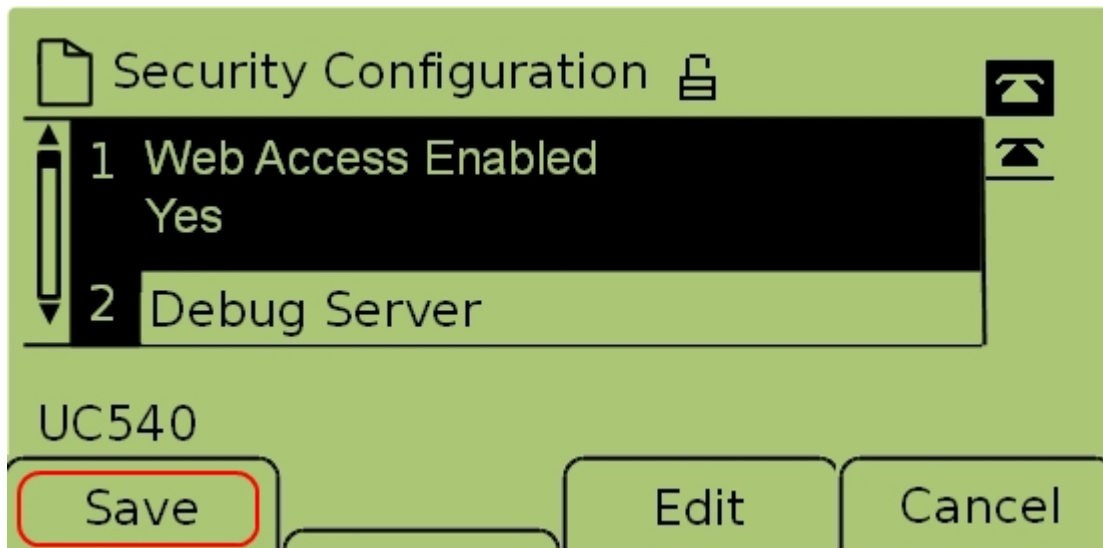 Security Configuration
1 Web Access Enabled
Yes
2 Debug Server
UC540
Save Edit Cancel